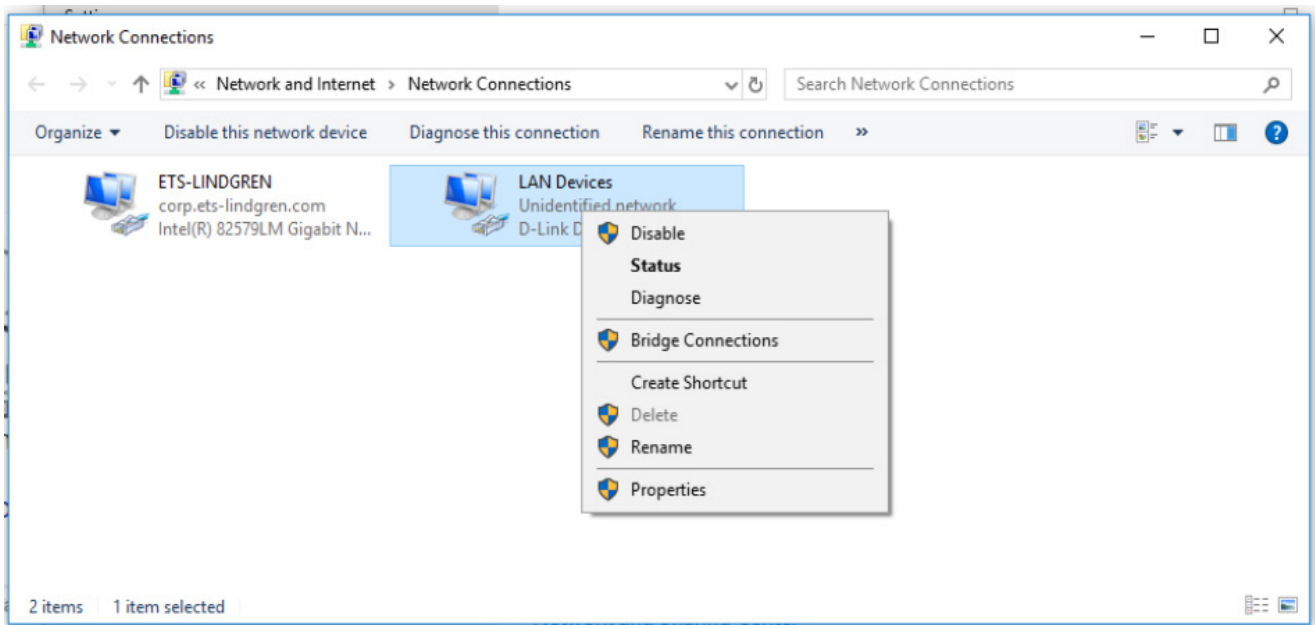 Network Connections
« Network and Internet > Network Connections
Search Network Connections
Organize Disable this network device Diagnose this connection Rename this connection »
ETS-LINDGREN
corp.ets-lindgren.com
Intel(R) 82579LM Gigabit N...
LAN Devices
Unidentified network
D-Link D
Disable
Status
Diagnose
Bridge Connections
Create Shortcut
Delete
Rename
Properties
2 items 1 item selected